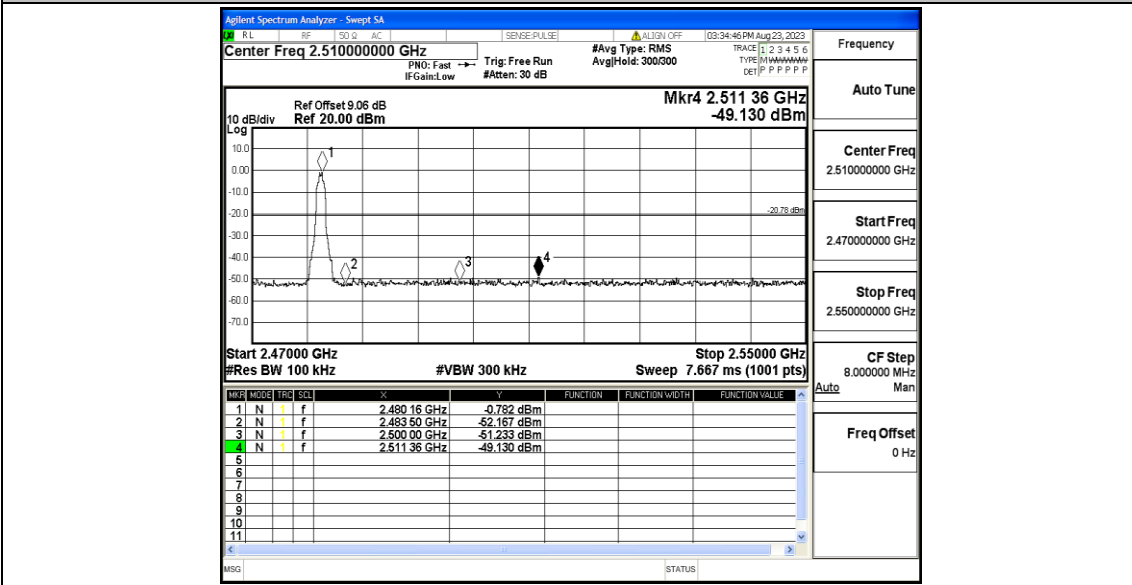 Agilent Spectrum Analyzer - Swept SA
RL RF 50 Ω AC SENSE:PULSE ALIGN OFF 03:34:46 PM Aug 23, 2023
Center Freq 2.510000000 GHz
PNO: Fast
IFGain:Low
Trig: Free Run
#Atten: 30 dB
#Avg Type: RMS
Avg|Hold: 300/300
TRACE 1 2 3 4 5 6
TYPE M
DET P P P P P P
Frequency
Auto Tune
Center Freq
2.510000000 GHz
Start Freq
2.470000000 GHz
Stop Freq
2.550000000 GHz
CF Step
8.000000 MHz
Auto Man
Freq Offset
0 Hz
Mkr4 2.511 36 GHz
-49.130 dBm
Ref Offset 9.06 dB
10 dB/div Ref 20.00 dBm
Log
10.0
0.00
-10.0
-20.0
-30.0
-40.0
-50.0
-60.0
-70.0
1
2
3
4
-20.78 dBm
Start 2.47000 GHz Stop 2.55000 GHz
#Res BW 100 kHz #VBW 300 kHz Sweep 7.667 ms (1001 pts)
MKR MODE TRC SCL X Y FUNCTION FUNCTION WIDTH FUNCTION VALUE
1 N 1 f 2.480 16 GHz -0.782 dBm
2 N 1 f 2.483 50 GHz -52.167 dBm
3 N 1 f 2.500 00 GHz -51.233 dBm
4 N 1 f 2.511 36 GHz -49.130 dBm
5
6
7
8
9
10
11
MSG STATUS